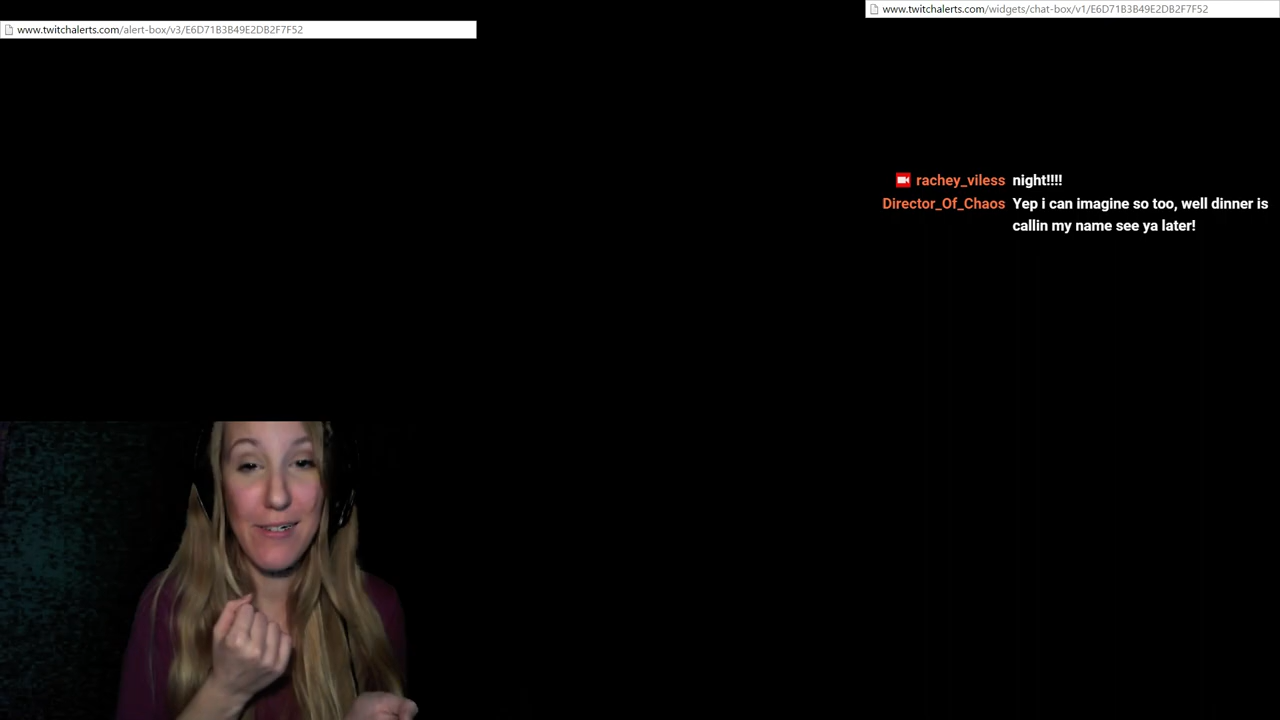 www.twitchalerts.com/widgets/chat-box/v1/E6D71B3B49E2DB2F7F52
www.twitchalerts.com/alert-box/v3/E6D71B3B49E2DB2F7F52
rachey_viless night!!!!
Director_Of_Chaos Yep i can imagine so too, well dinner is
callin my name see ya later!